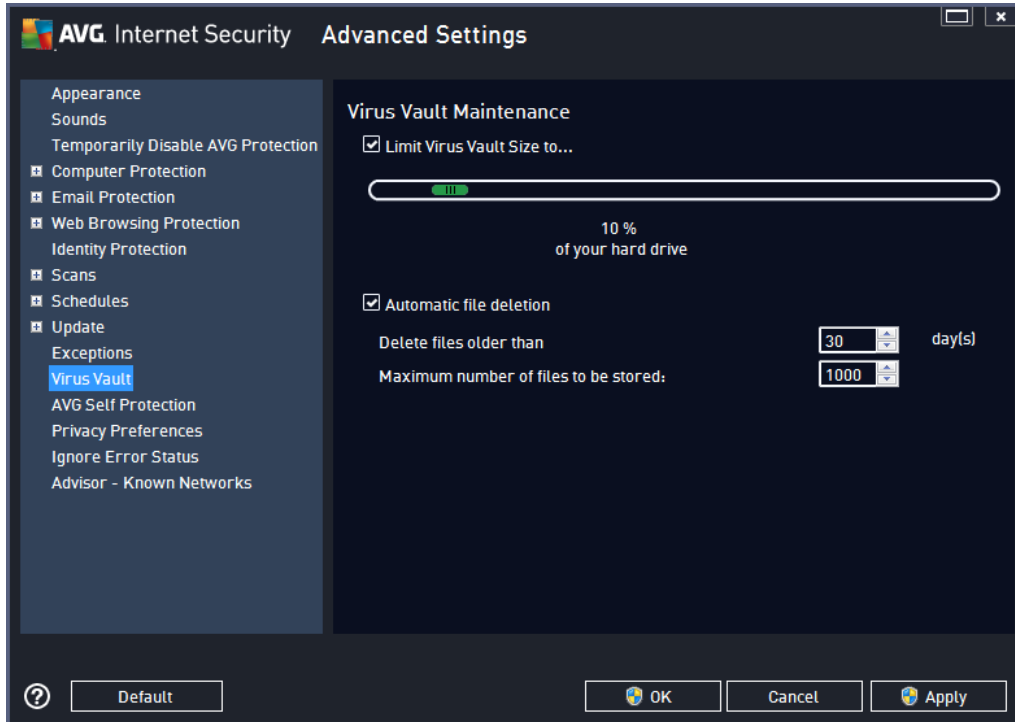 AVG. Internet Security Advanced Settings
Appearance
Sounds
Temporarily Disable AVG Protection
Computer Protection
Email Protection
Web Browsing Protection
Identity Protection
Scans
Schedules
Update
Exceptions
Virus Vault
AVG Self Protection
Privacy Preferences
Ignore Error Status
Advisor - Known Networks
Virus Vault Maintenance
Limit Virus Vault Size to...
10 %
of your hard drive
Automatic file deletion
Delete files older than 30 day(s)
Maximum number of files to be stored: 1000
? Default OK Cancel Apply